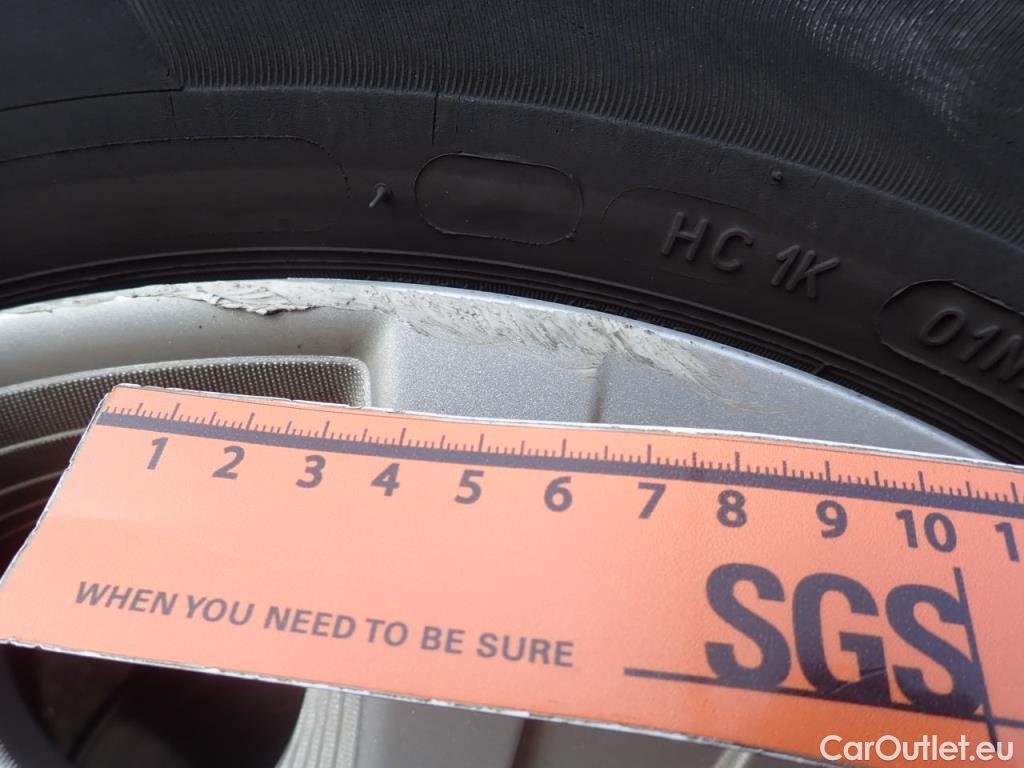 HC 1K
01N
1 2 3 4 5 6 7 8 9 10 1
WHEN YOU NEED TO BE SURE
SGS
CarOutlet.eu